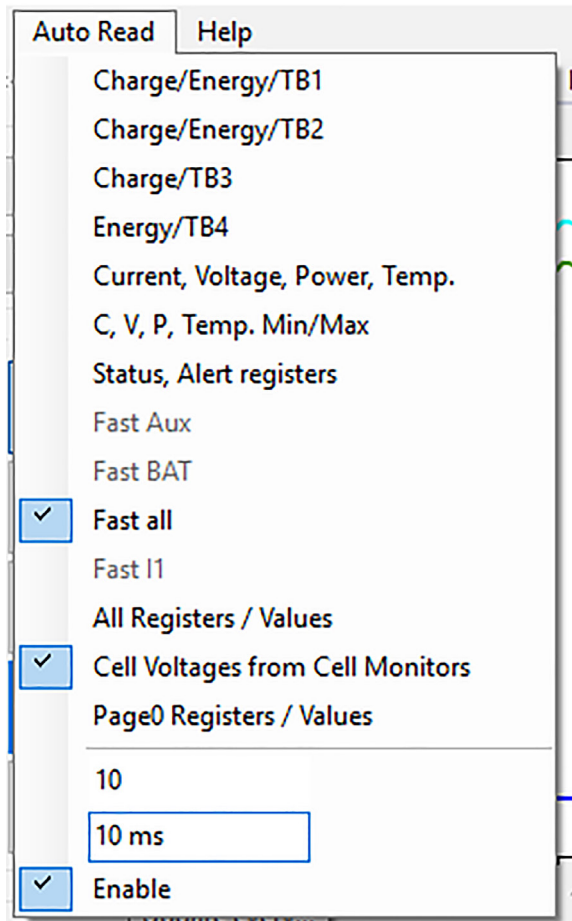 Auto Read Help
Charge/Energy/TB1
Charge/Energy/TB2
Charge/TB3
Energy/TB4
Current, Voltage, Power, Temp.
C, V, P, Temp. Min/Max
Status, Alert registers
Fast Aux
Fast BAT
Fast all
Fast I1
All Registers / Values
Cell Voltages from Cell Monitors
Page0 Registers / Values
10
10 ms
Enable